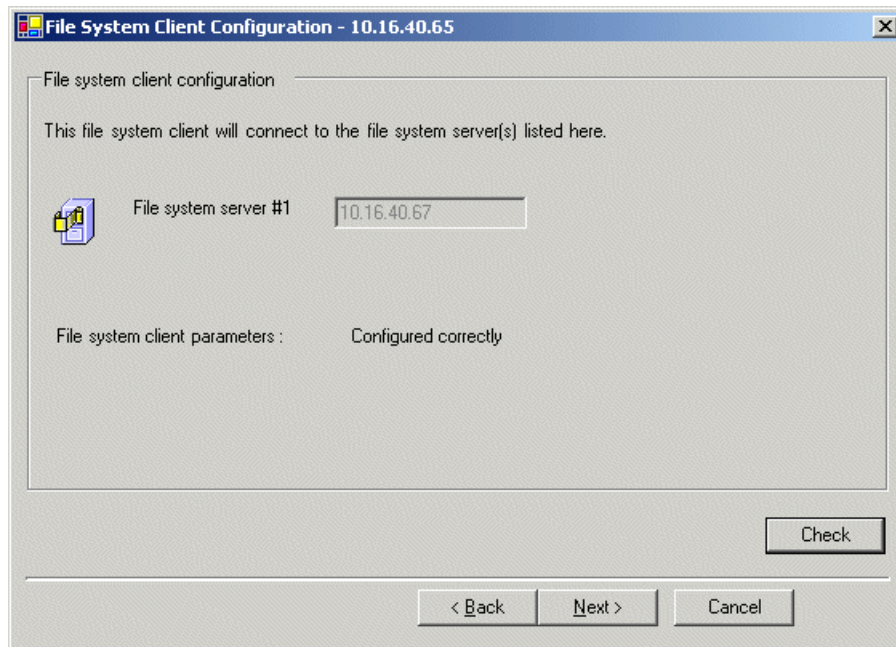 File System Client Configuration - 10.16.40.65
File system client configuration
This file system client will connect to the file system server(s) listed here.
File system server #1 10.16.40.67
File system client parameters : Configured correctly
Check
< Back Next > Cancel